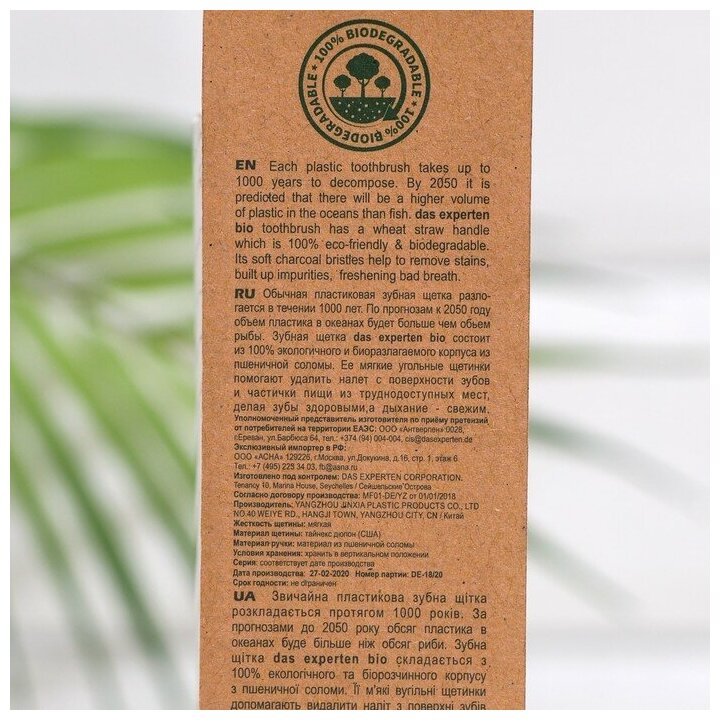 100% BIODEGRADABLE ★ 100% BIODEGRADABLE ★
EN Each plastic toothbrush takes up to
1000 years to decompose. By 2050 it is
predicted that there will be a higher volume
of plastic in the oceans than fish. das experten
bio toothbrush has a wheat straw handle
which is 100% eco-friendly & biodegradable.
Its soft charcoal bristles help to remove stains,
built up impurities, freshening bad breath.
RU Обычная пластиковая зубная щетка разло-
гается в течении 1000 лет. По прогнозам к 2050 году
объем пластика в океанах будет больше чем обьем
рыбы. Зубная щетка das experten bio состоит
из 100% экологичного и биоразлагаемого корпуса из
пшеничной соломы. Ее мягкие угольные щетинки
помогают удалить налет с поверхности зубов
и частички пищи из труднодоступных мест,
делая зубы здоровыми,а дыхание - свежим.
Уполномоченный представитель изготовителя по приёму претензий
от потребителей на территории ЕАЭС: ООО «Антверпен» 0028,
г.Ереван, ул.Барбюса 64, тел.: +374 (94) 004-004, cis@dasexperten.de
Эксклюзивный импортер в РФ:
ООО «АСНА» 129226, г.Москва, ул.Докукина, д.16, стр. 1, этаж 6.
Тел.: +7 (495) 225 34 03, fb@asna.ru
Изготовлено под контролем: DAS EXPERTEN CORPORATION.
Tenancy 10, Marina House, Seychelles / Сейшельские Острова
Согласно договору производства: MF01-DE/YZ от 01/01/2018
Производитель: YANGZHOU JINXIA PLASTIC PRODUCTS CO., LTD
NO.40 WEIYE RD., HANGJI TOWN, YANGZHOU CITY, CN / Китай
Жесткость щетины: мягкая
Материал щетины: тайнекс дюпон (США)
Материал ручки: материал из пшеничной соломы
Условия хранения: хранить в вертикальном положении
Серия: соответствует дате производства
Дата производства: 27-02-2020 Номер партии: DE-18/20
Срок годности: не ограничен
UA Звичайна пластикова зубна щітка
розкладається протягом 1000 років. За
прогнозами до 2050 року обсяг пластика в
океанах буде більше ніж обсяг риби. Зубна
щітка das experten bio складається з
100% екологічного та біорозчинного корпусу
з пшеничної соломи. Її м'які вугільні щетинки
допомагають видалити наліт з поверхні зубів